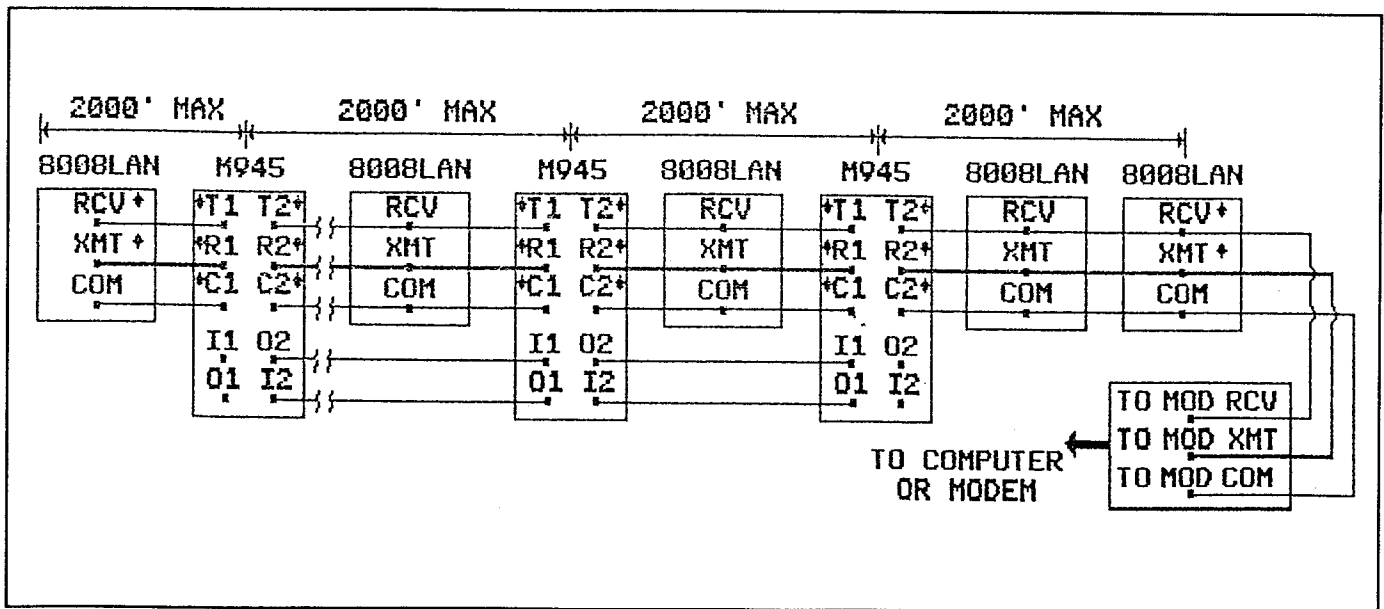 2000' MAX 2000' MAX 2000' MAX 2000' MAX
8008LAN M945 8008LAN M945 8008LAN M945 8008LAN 8008LAN
RCV+ +T1 T2+ RCV +T1 T2+ RCV +T1 T2+ RCV RCV+
XMT+ +R1 R2+ XMT +R1 R2+ XMT +R1 R2+ XMT XMT+
COM +C1 C2+ COM +C1 C2+ COM +C1 C2+ COM COM
I1 O2 I1 O2 I1 O2
O1 I2 O1 I2 O1 I2
TO MOD RCV
TO MOD XMT
TO MOD COM
TO COMPUTER
OR MODEM